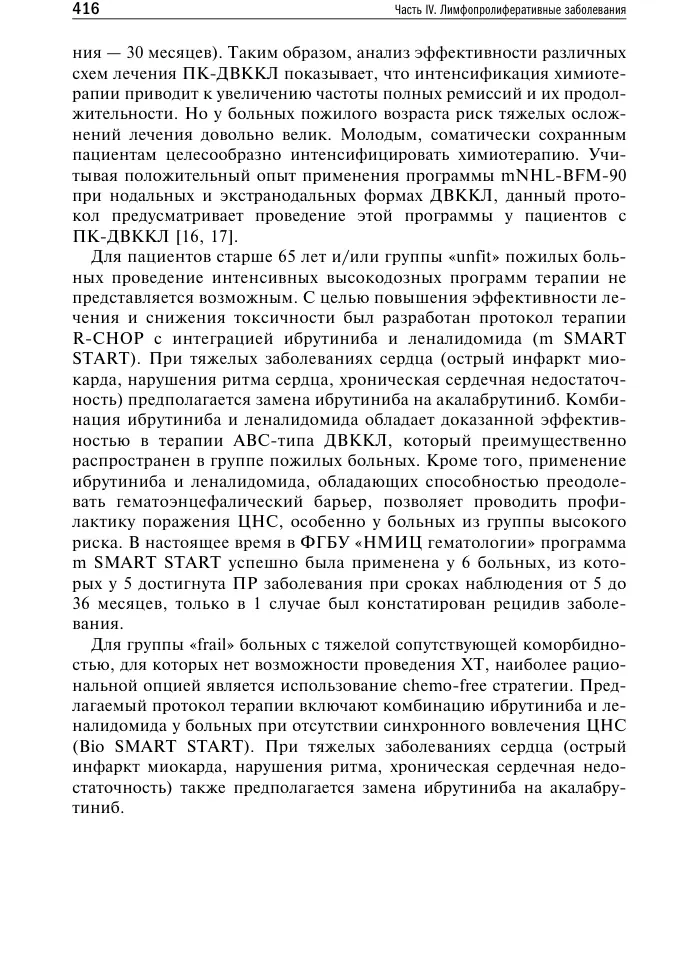 416
Часть IV. Лимфопролиферативные заболевания
ния — 30 месяцев). Таким образом, анализ эффективности различных
схем лечения ПК-ДВККЛ показывает, что интенсификация химиоте-
рапии приводит к увеличению частоты полных ремиссий и их продол-
жительности. Но у больных пожилого возраста риск тяжелых ослож-
нений лечения довольно велик. Молодым, соматически сохранным
пациентам целесообразно интенсифицировать химиотерапию. Учи-
тывая положительный опыт применения программы mNHL-BFM-90
при нодальных и экстранодальных формах ДВККЛ, данный прото-
кол предусматривает проведение этой программы у пациентов с
ПК-ДВККЛ [16, 17].
Для пациентов старше 65 лет и/или группы «unfit» пожилых боль-
ных проведение интенсивных высокодозных программ терапии не
представляется возможным. С целью повышения эффективности ле-
чения и снижения токсичности был разработан протокол терапии
R-CHOP с интеграцией ибрутиниба и леналидомида (m SMART
START). При тяжелых заболеваниях сердца (острый инфаркт мио-
карда, нарушения ритма сердца, хроническая сердечная недостаточ-
ность) предполагается замена ибрутиниба на акалабрутиниб. Комби-
нация ибрутиниба и леналидомида обладает доказанной эффектив-
ностью в терапии ABC-типа ДВККЛ, который преимущественно
распространен в группе пожилых больных. Кроме того, применение
ибрутиниба и леналидомида, обладающих способностью преодоле-
вать гематоэнцефалический барьер, позволяет проводить профи-
лактику поражения ЦНС, особенно у больных из группы высокого
риска. В настоящее время в ФГБУ «НМИЦ гематологии» программа
m SMART START успешно была применена у 6 больных, из кото-
рых у 5 достигнута ПР заболевания при сроках наблюдения от 5 до
36 месяцев, только в 1 случае был констатирован рецидив заболе-
вания.
Для группы «frail» больных с тяжелой сопутствующей коморбидно-
стью, для которых нет возможности проведения ХТ, наиболее рацио-
нальной опцией является использование chemo-free стратегии. Пред-
лагаемый протокол терапии включают комбинацию ибрутиниба и ле-
налидомида у больных при отсутствии синхронного вовлечения ЦНС
(Bio SMART START). При тяжелых заболеваниях сердца (острый
инфаркт миокарда, нарушения ритма, хроническая сердечная недо-
статочность) также предполагается замена ибрутиниба на акалабру-
тиниб.